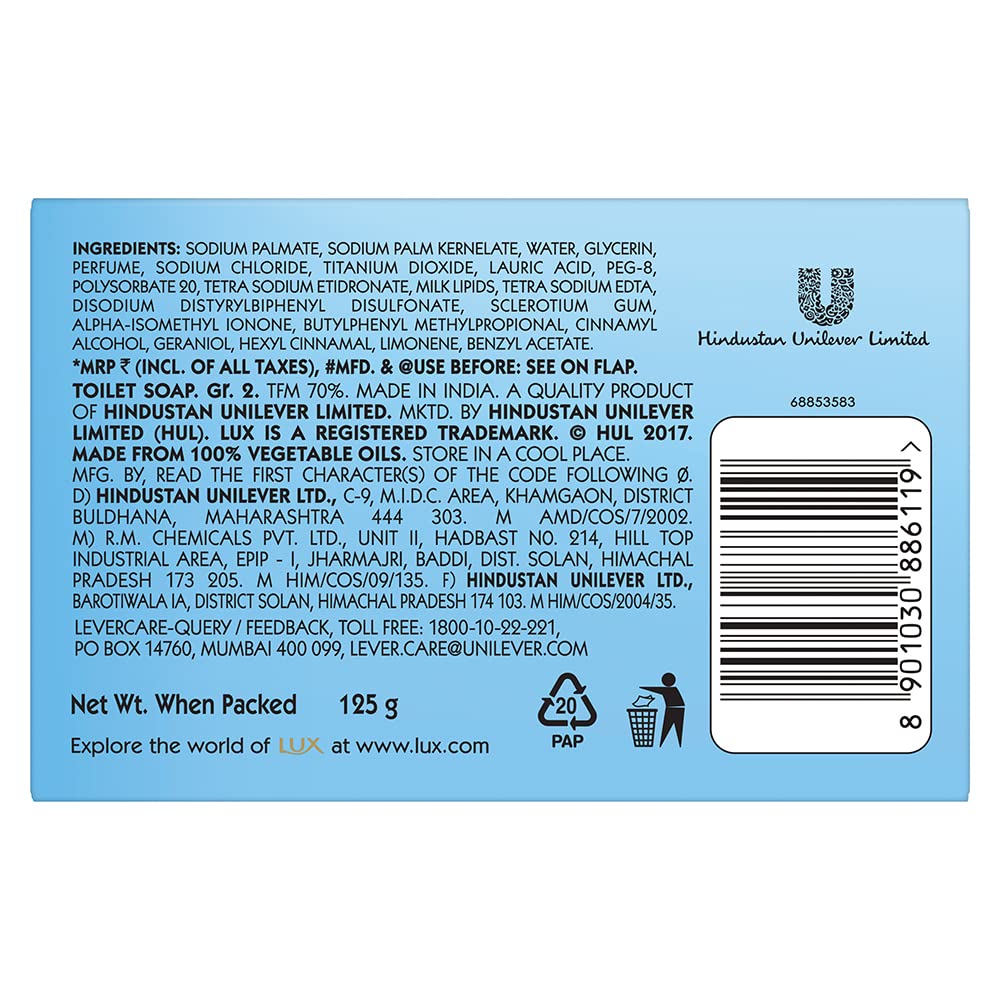 INGREDIENTS: SODIUM PALMATE, SODIUM PALM KERNELATE, WATER, GLYCERIN,
PERFUME, SODIUM CHLORIDE, TITANIUM DIOXIDE, LAURIC ACID, PEG-8,
POLYSORBATE 20, TETRA SODIUM ETIDRONATE, MILK LIPIDS, TETRA SODIUM EDTA,
DISODIUM DISTYRYLBIPHENYL DISULFONATE, SCLEROTIUM GUM,
ALPHA-ISOMETHYL IONONE, BUTYLPHENYL METHYLPROPIONAL, CINNAMYL
ALCOHOL, GERANIOL, HEXYL CINNAMAL, LIMONENE, BENZYL ACETATE.
*MRP ₹ (INCL. OF ALL TAXES), #MFD. & @USE BEFORE: SEE ON FLAP.
TOILET SOAP. Gr. 2. TFM 70%. MADE IN INDIA. A QUALITY PRODUCT
OF HINDUSTAN UNILEVER LIMITED. MKTD. BY HINDUSTAN UNILEVER
LIMITED (HUL). LUX IS A REGISTERED TRADEMARK. © HUL 2017.
MADE FROM 100% VEGETABLE OILS. STORE IN A COOL PLACE.
MFG. BY, READ THE FIRST CHARACTER(S) OF THE CODE FOLLOWING Ø.
D) HINDUSTAN UNILEVER LTD., C-9, M.I.D.C. AREA, KHAMGAON, DISTRICT
BULDHANA, MAHARASHTRA 444 303. M AMD/COS/7/2002.
M) R.M. CHEMICALS PVT. LTD., UNIT II, HADBAST NO. 214, HILL TOP
INDUSTRIAL AREA, EPIP - I, JHARMAJRI, BADDI, DIST. SOLAN, HIMACHAL
PRADESH 173 205. M HIM/COS/09/135. F) HINDUSTAN UNILEVER LTD.,
BAROTIWALA IA, DISTRICT SOLAN, HIMACHAL PRADESH 174 103. M HIM/COS/2004/35.
LEVERCARE-QUERY / FEEDBACK, TOLL FREE: 1800-10-22-221,
PO BOX 14760, MUMBAI 400 099, LEVER.CARE@UNILEVER.COM
Net Wt. When Packed 125 g
Explore the world of LUX at www.lux.com
20
PAP
Hindustan Unilever Limited
68853583
8 901030 886119 >